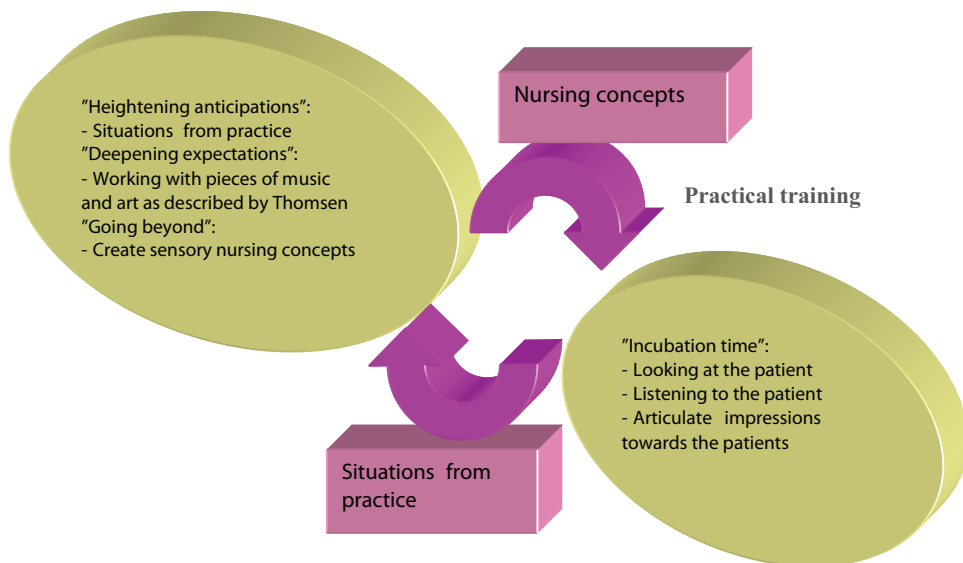 ”Heightening anticipations”:
- Situations from practice
”Deepening expectations”:
- Working with pieces of music
and art as described by Thomsen
”Going beyond”:
- Create sensory nursing concepts
Nursing concepts
Practical training
”Incubation time”:
- Looking at the patient
- Listening to the patient
- Articulate impressions
towards the patients
Situations from
practice